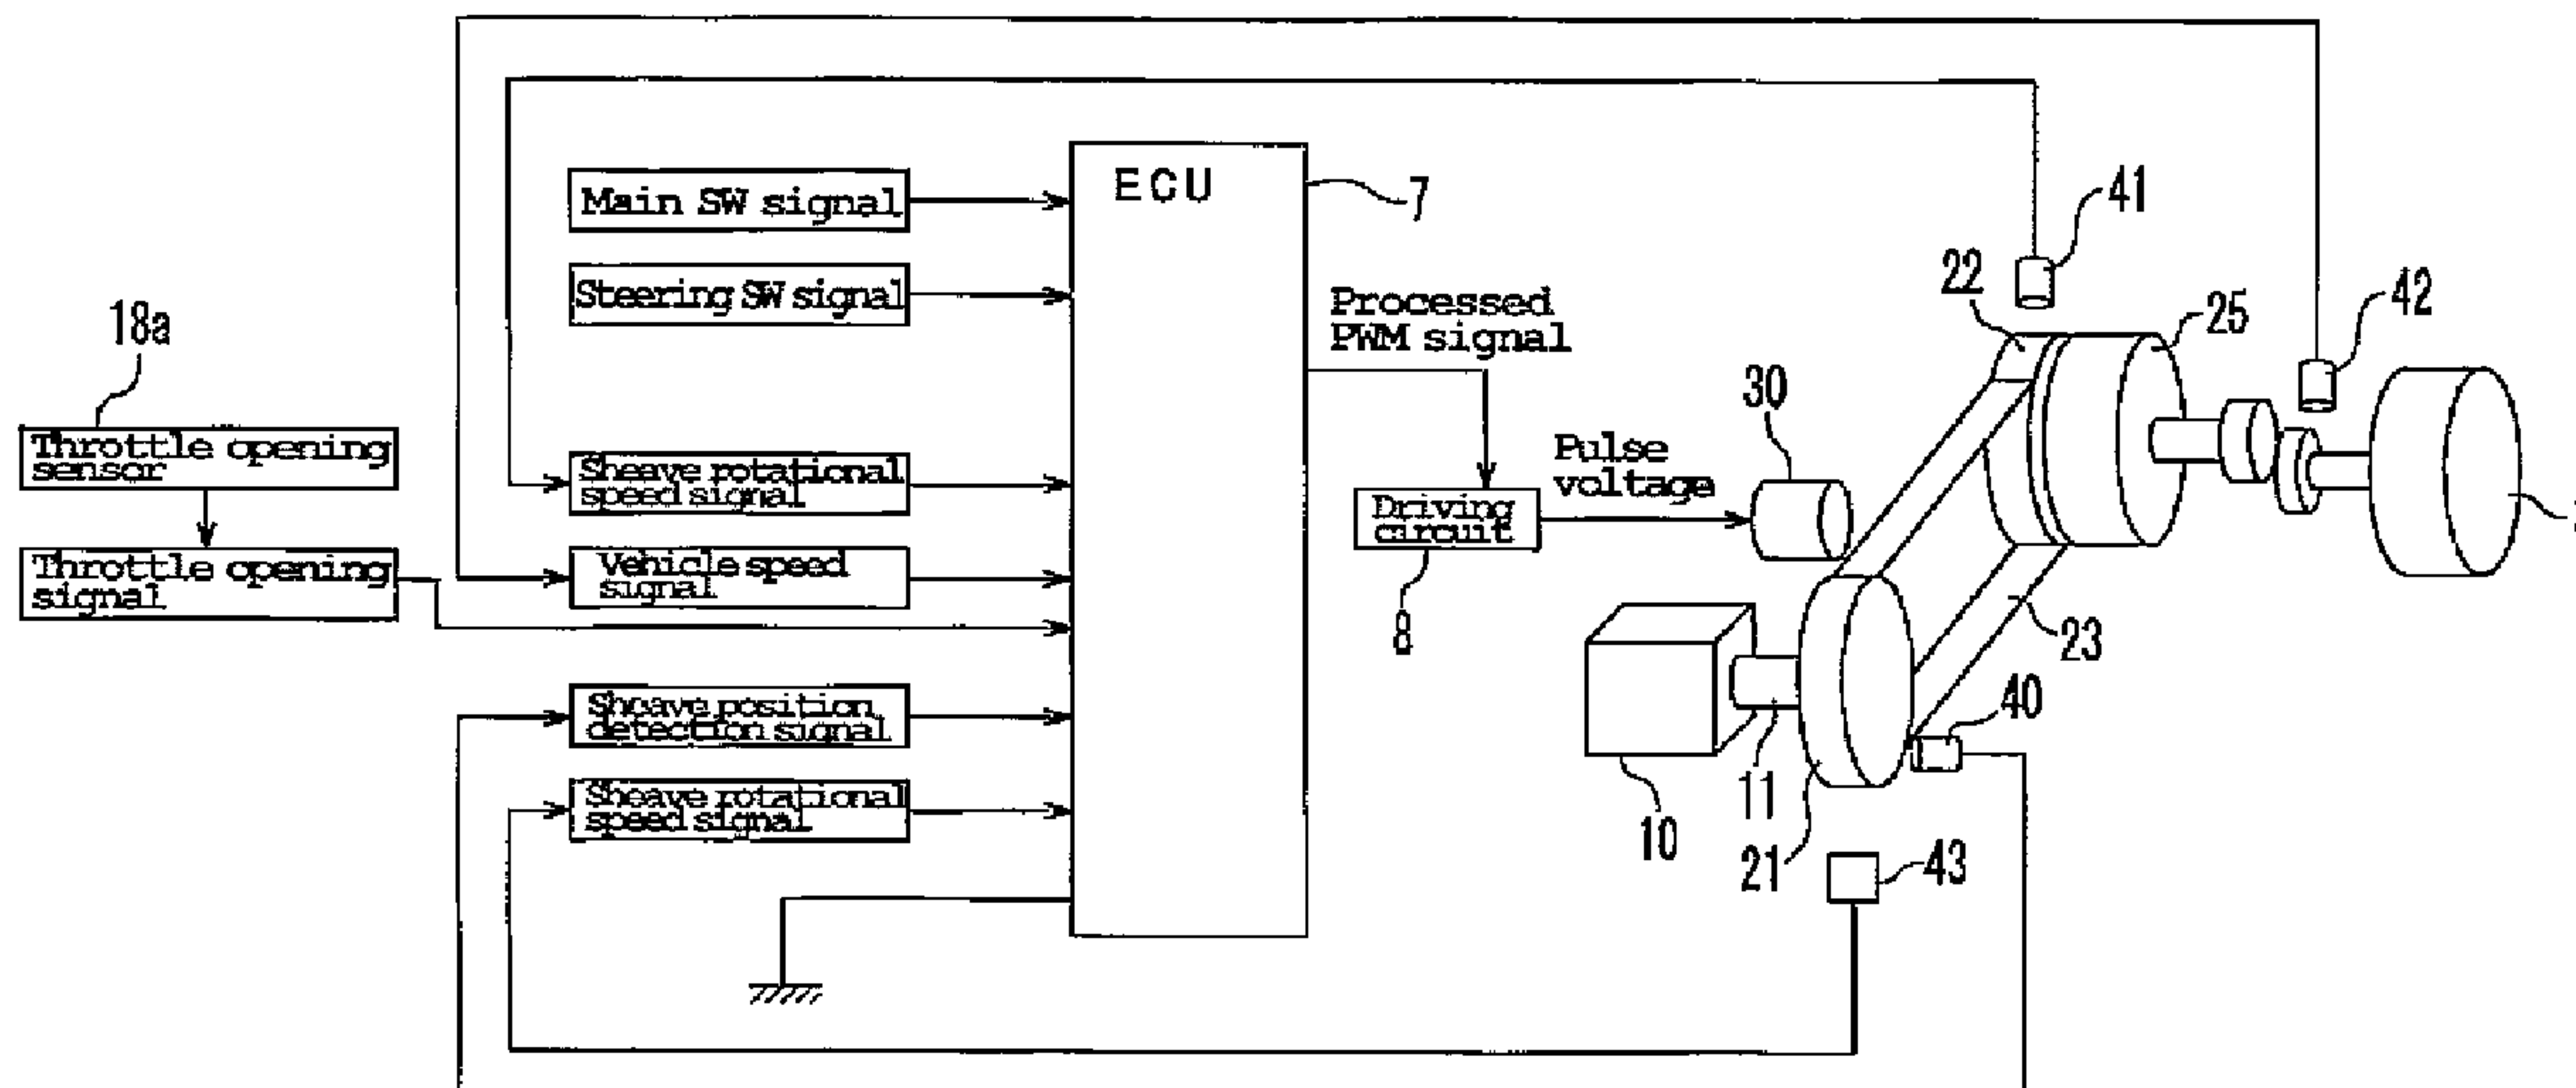 ECU
7
Main SW signal
Steering SW signal
41
22
25
42
Processed
PWM signal
18a
30
Throttle opening
sensor
Sheave rotational
speed signal
Pulse
voltage
Driving
circuit
8
Throttle opening
signal
Vehicle speed
signal
23
40
Sheave position
detection signal
11
10
21
43
Sheave rotational
speed signal